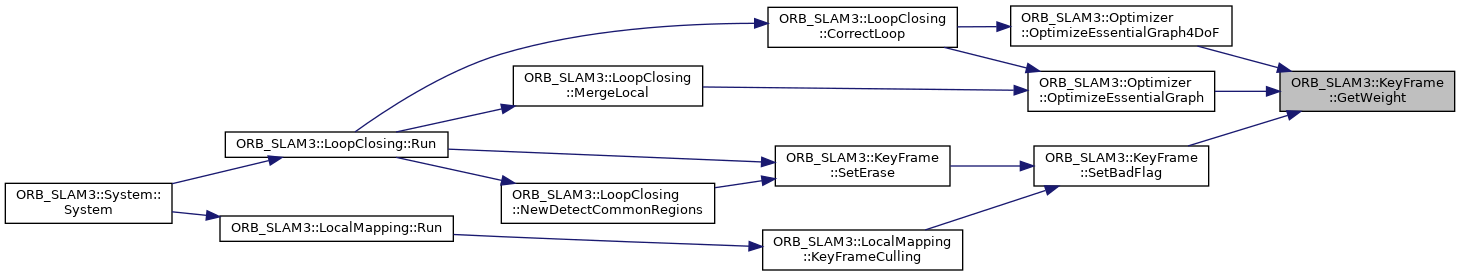 ORB_SLAM3::LoopClosing
::CorrectLoop
ORB_SLAM3::Optimizer
::OptimizeEssentialGraph4DoF
ORB_SLAM3::LoopClosing
::MergeLocal
ORB_SLAM3::Optimizer
::OptimizeEssentialGraph
ORB_SLAM3::KeyFrame
::GetWeight
ORB_SLAM3::LoopClosing::Run
ORB_SLAM3::KeyFrame
::SetErase
ORB_SLAM3::KeyFrame
::SetBadFlag
ORB_SLAM3::System::
System
ORB_SLAM3::LoopClosing
::NewDetectCommonRegions
ORB_SLAM3::LocalMapping::Run
ORB_SLAM3::LocalMapping
::KeyFrameCulling